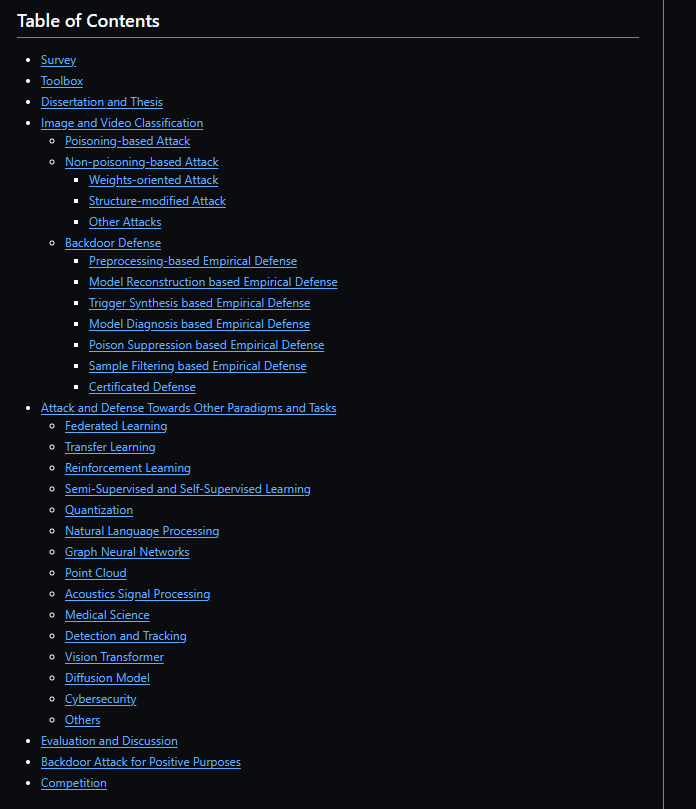 Table of Contents
Survey
Toolbox
Dissertation and Thesis
Image and Video Classification
Poisoning-based Attack
Non-poisoning-based Attack
Weights-oriented Attack
Structure-modified Attack
Other Attacks
Backdoor Defense
Preprocessing-based Empirical Defense
Model Reconstruction based Empirical Defense
Trigger Synthesis based Empirical Defense
Model Diagnosis based Empirical Defense
Poison Suppression based Empirical Defense
Sample Filtering based Empirical Defense
Certificated Defense
Attack and Defense Towards Other Paradigms and Tasks
Federated Learning
Transfer Learning
Reinforcement Learning
Semi-Supervised and Self-Supervised Learning
Quantization
Natural Language Processing
Graph Neural Networks
Point Cloud
Acoustics Signal Processing
Medical Science
Detection and Tracking
Vision Transformer
Diffusion Model
Cybersecurity
Others
Evaluation and Discussion
Backdoor Attack for Positive Purposes
Competition